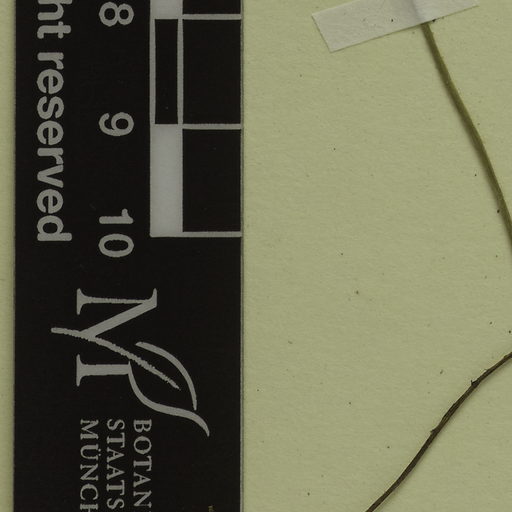 ht reserved
8
9
10
BOTAN
STAATS
MÜNCH